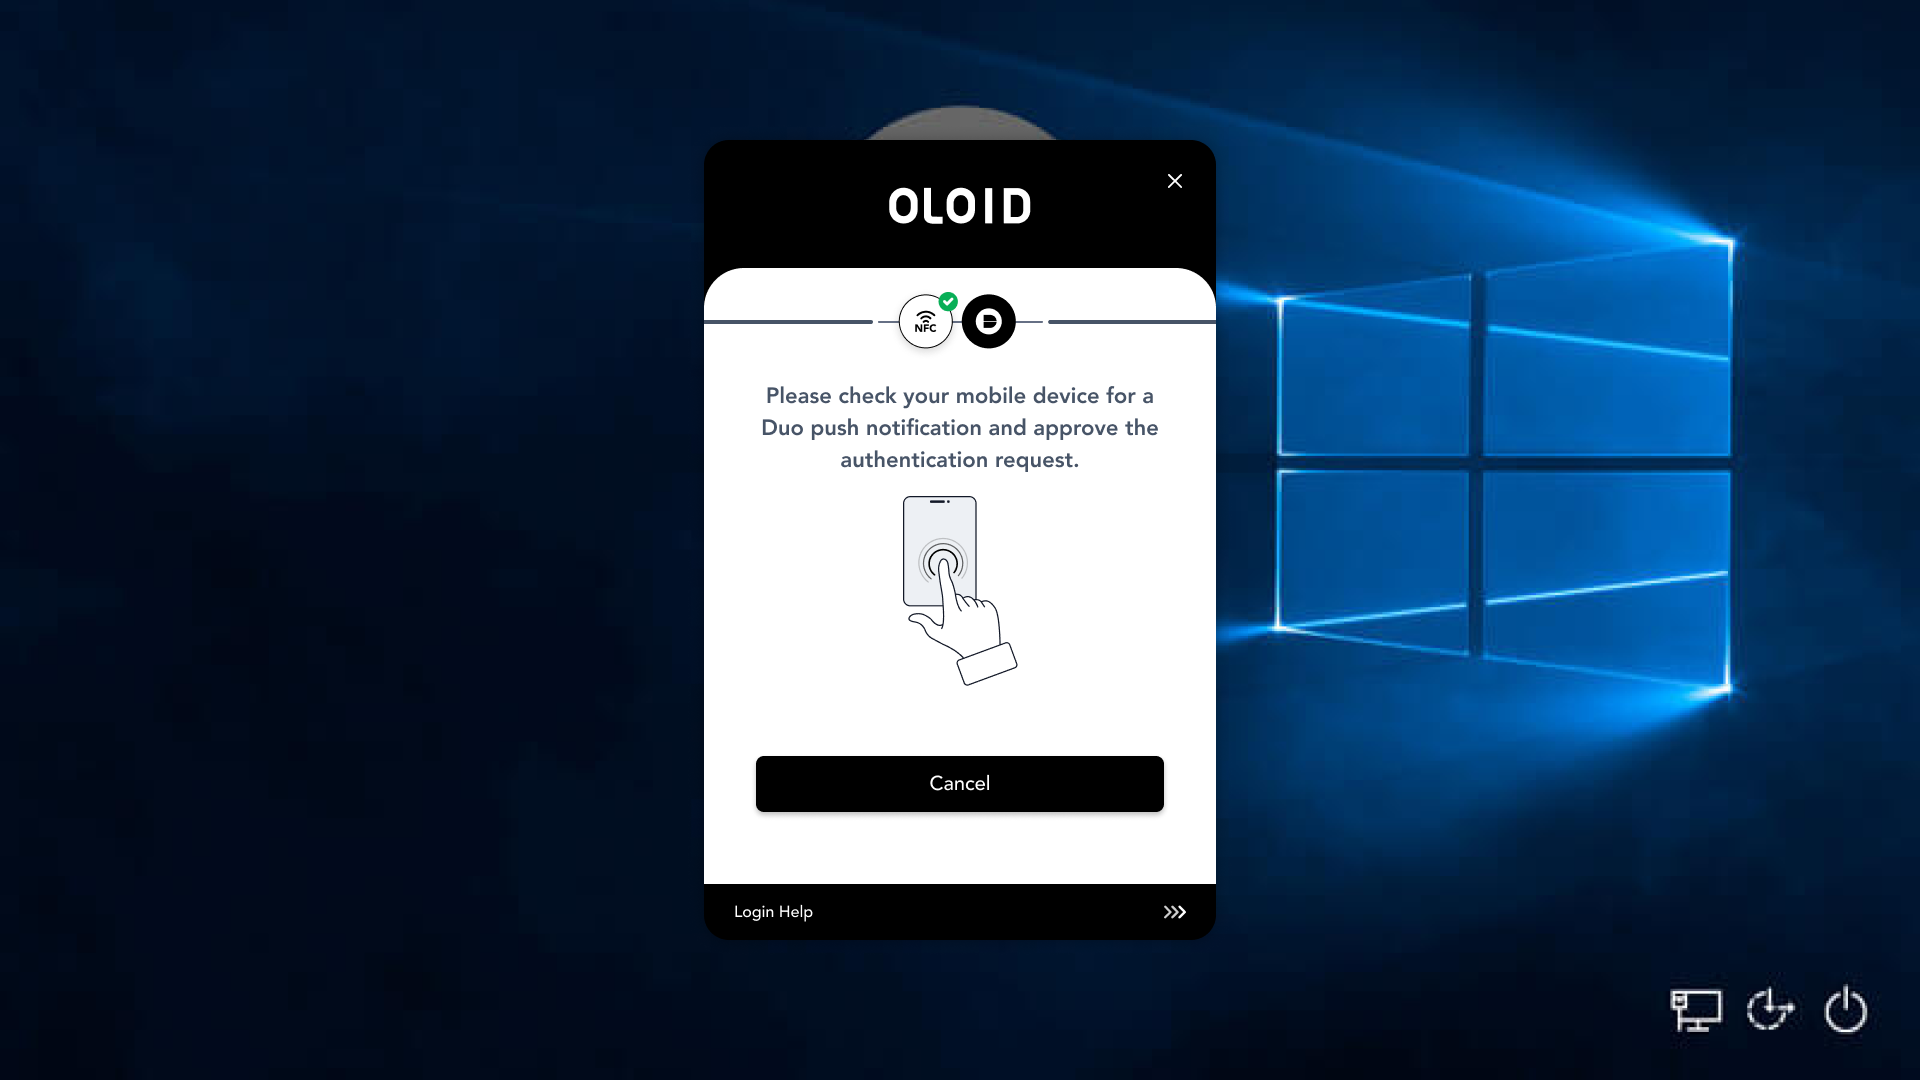 OLOID
NFC
Please check your mobile device for a
Duo push notification and approve the
authentication request.
Cancel
Login Help